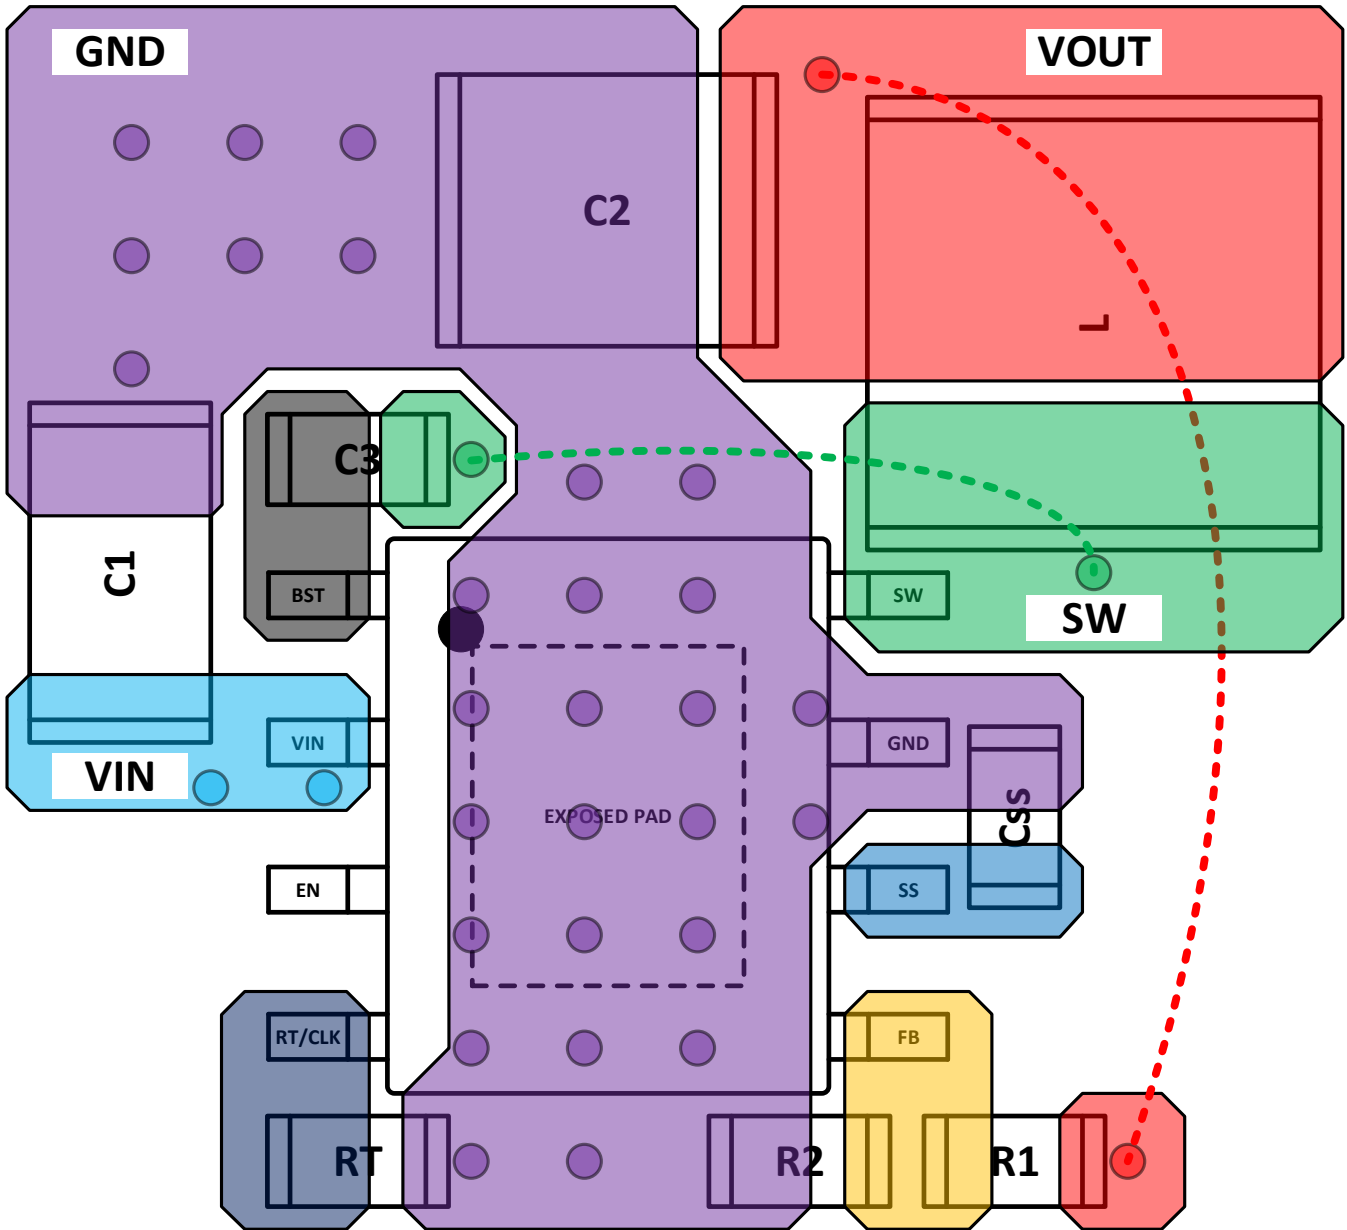 GND
VOUT
C2
L
C3
C1
BST
SW
SW
VIN
GND
VIN
EXPOSED PAD
Css
EN
SS
RT/CLK
FB
RT
R2
R1